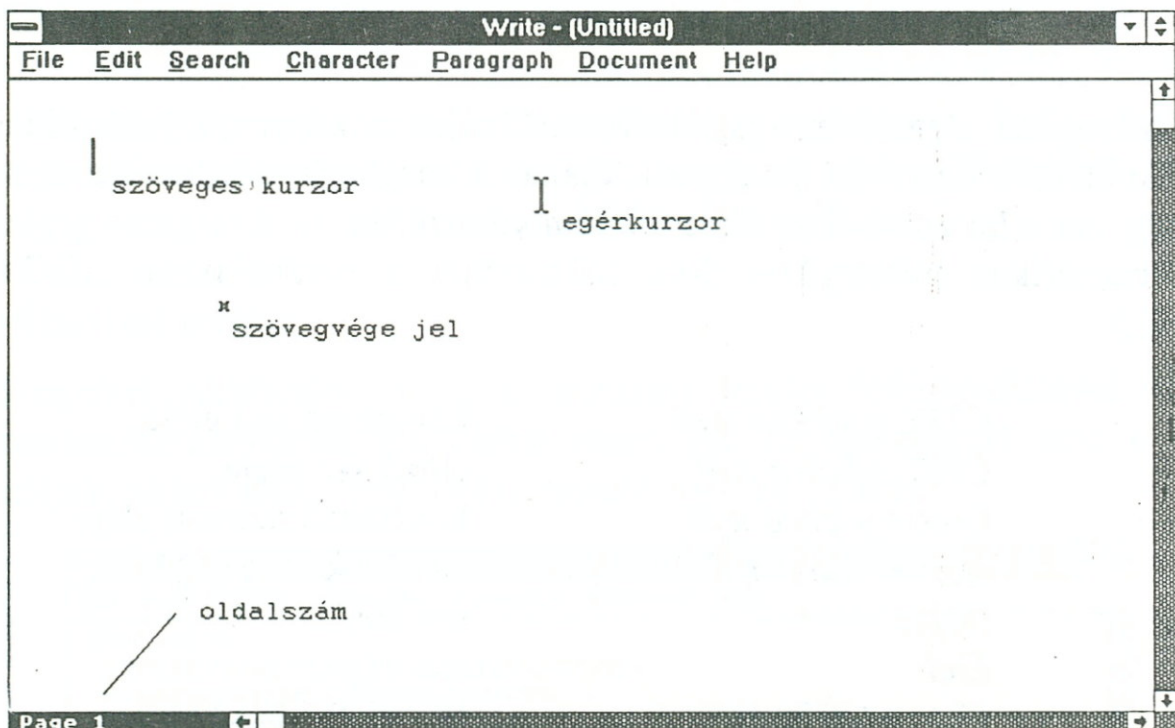 Write - (Untitled)
File Edit Search Character Paragraph Document Help
szöveges kurzor
egérkurzor
szövegvége jel
oldalszám
Page 1